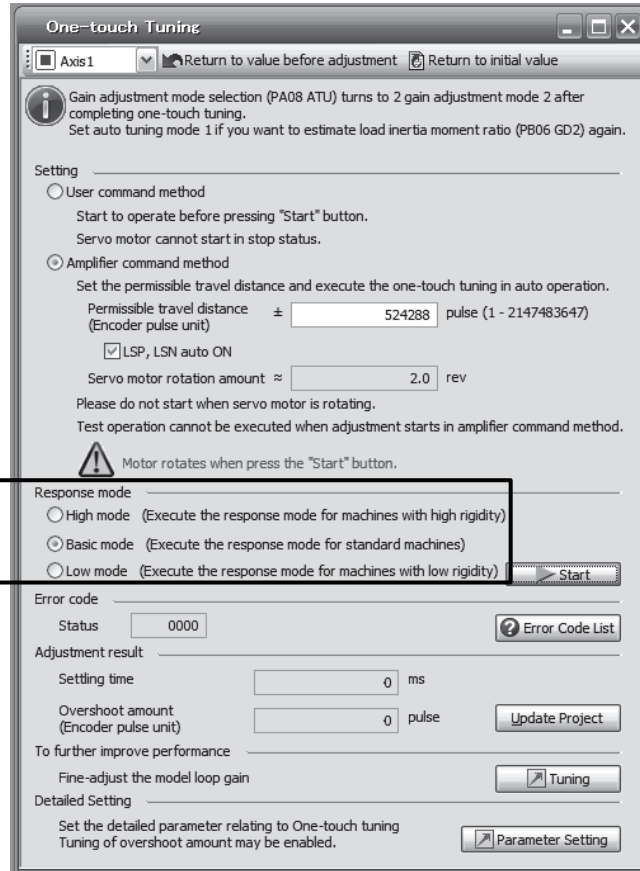 One-touch Tuning
Axis1 Return to value before adjustment Return to initial value
Gain adjustment mode selection (PA08 ATU) turns to 2 gain adjustment mode 2 after
completing one-touch tuning.
Set auto tuning mode 1 if you want to estimate load inertia moment ratio (PB06 GD2) again.
Setting
User command method
Start to operate before pressing "Start" button.
Servo motor cannot start in stop status.
Amplifier command method
Set the permissible travel distance and execute the one-touch tuning in auto operation.
Permissible travel distance ± 524288 pulse (1 - 2147483647)
(Encoder pulse unit)
LSP, LSN auto ON
Servo motor rotation amount ≈ 2.0 rev
Please do not start when servo motor is rotating.
Test operation cannot be executed when adjustment starts in amplifier command method.
Motor rotates when press the "Start" button.
Response mode
High mode (Execute the response mode for machines with high rigidity)
Basic mode (Execute the response mode for standard machines)
Low mode (Execute the response mode for machines with low rigidity) Start
Error code
Status 0000 Error Code List
Adjustment result
Settling time 0 ms
Overshoot amount 0 pulse Update Project
(Encoder pulse unit)
To further improve performance
Fine-adjust the model loop gain Tuning
Detailed Setting
Set the detailed parameter relating to One-touch tuning
Tuning of overshoot amount may be enabled. Parameter Setting